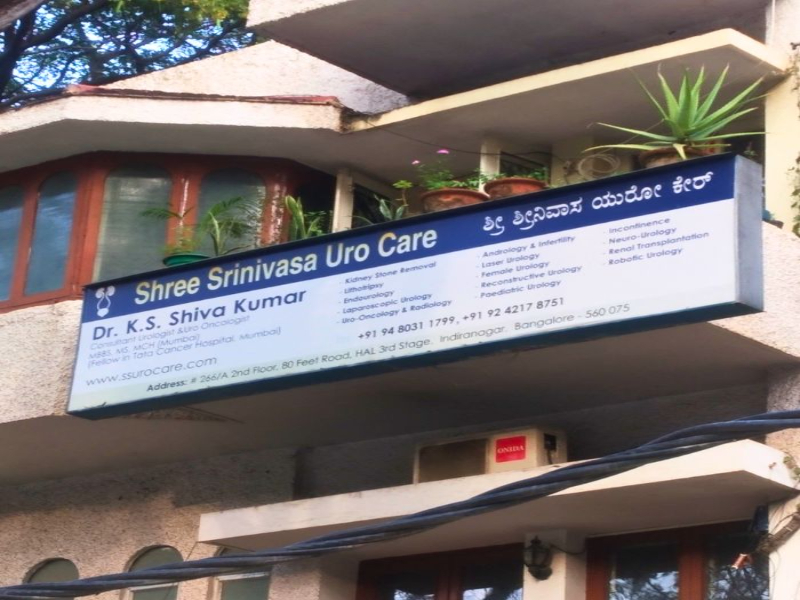 Shree Srinivasa Uro Care
ಶ್ರೀ ಶ್ರೀನಿವಾಸ ಯುರೋ ಕೇರ್
Dr. K.S. Shiva Kumar
Consultant Urologist &Uro Oncologist
MBBS, MS, MCH (Mumbai)
(Fellow in Tata Cancer Hospital, Mumbai)
www.ssurocare.com
- Kidney Stone Removal
- Lithotripsy
- Endourology
- Laparoscopic Urology
- Uro-Oncology & Radiology
- Andrology & Infertility
- Laser Urology
- Female Urology
- Reconstructive Urology
- Paediatric Urology
- Incontinence
- Neuro-Urology
- Renal Transplantation
- Robotic Urology
+91 94 8031 1799, +91 92 4217 8751
Address: # 266/A 2nd Floor, 80 Feet Road, HAL 3rd Stage, Indiranagar, Bangalore - 560 075
ONIDA